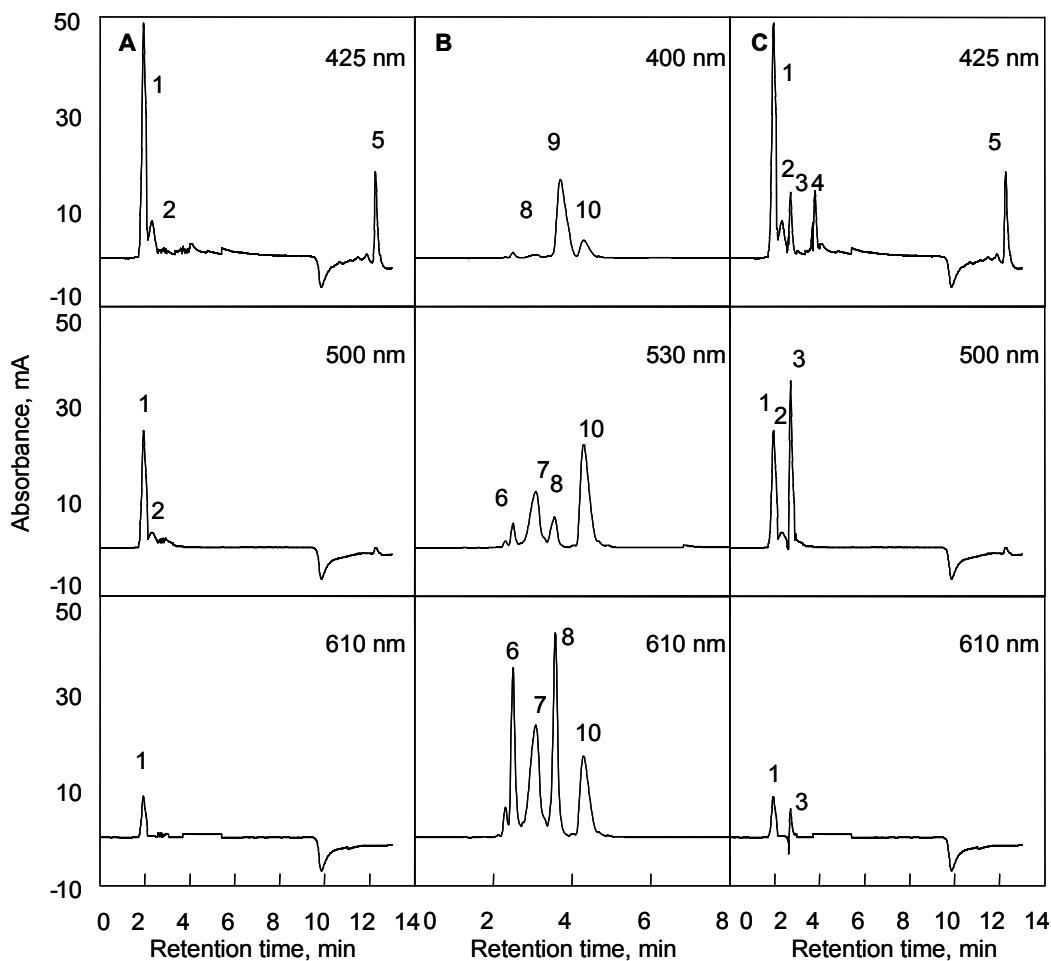 A
425 nm
1
2
5
50
30
10
-10
B
400 nm
8
9
10
C
425 nm
1
2
3
4
5
500 nm
1
2
50
30
10
-10
530 nm
6
7
8
10
500 nm
1
2
3
610 nm
1
50
30
10
-10
610 nm
6
7
8
10
610 nm
1
3
Absorbance, mA
0 2 4 6 8 10 12 14
0 2 4 6 8
0 2 4 6 8 10 12 14
Retention time, min
Retention time, min
Retention time, min